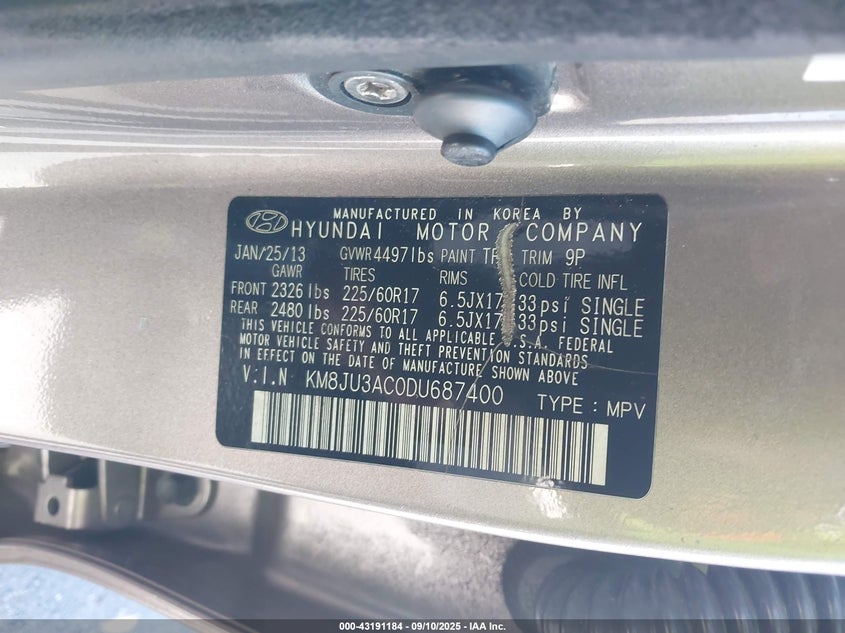 MANUFACTURED IN KOREA BY
HYUNDAI MOTOR COMPANY
JAN/25/13 GVWR 4497lbs PAINT TR TRIM 9P
GAWR TIRES RIMS COLD TIRE INFL
FRONT 2326 lbs 225/60R17 6.5JX17 33psi SINGLE
REAR 2480 lbs 225/60R17 6.5JX17 33psi SINGLE
THIS VEHICLE CONFORMS TO ALL APPLICABLE U.S.A. FEDERAL
MOTOR VEHICLE SAFETY AND THEFT PREVENTION STANDARDS
IN EFFECT ON THE DATE OF MANUFACTURE SHOWN ABOVE
V.I.N KM8JU3AC0DU687400 TYPE : MPV
000-43191184 - 09/10/2025 - IAA Inc.